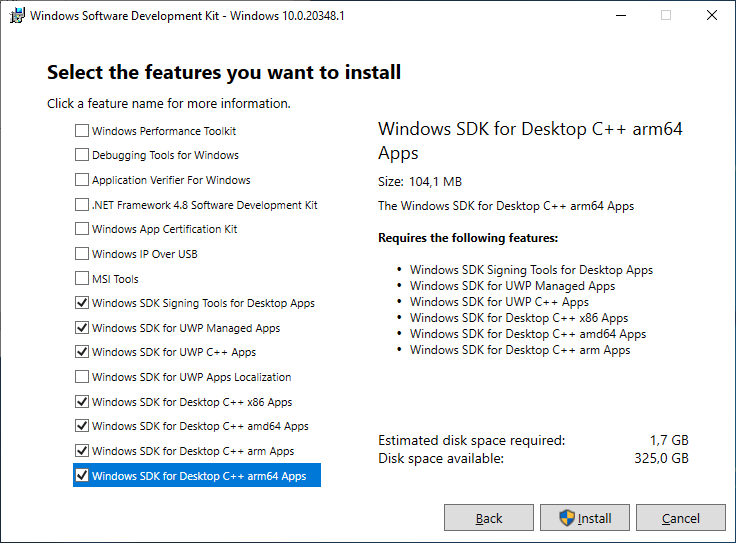 Windows Software Development Kit - Windows 10.0.20348.1
Select the features you want to install
Click a feature name for more information.
Windows Performance Toolkit
Debugging Tools for Windows
Application Verifier For Windows
.NET Framework 4.8 Software Development Kit
Windows App Certification Kit
Windows IP Over USB
MSI Tools
Windows SDK Signing Tools for Desktop Apps
Windows SDK for UWP Managed Apps
Windows SDK for UWP C++ Apps
Windows SDK for UWP Apps Localization
Windows SDK for Desktop C++ x86 Apps
Windows SDK for Desktop C++ amd64 Apps
Windows SDK for Desktop C++ arm Apps
Windows SDK for Desktop C++ arm64 Apps
Windows SDK for Desktop C++ arm64
Apps
Size: 104,1 MB
The Windows SDK for Desktop C++ arm64 Apps
Requires the following features:
• Windows SDK Signing Tools for Desktop Apps
• Windows SDK for UWP Managed Apps
• Windows SDK for UWP C++ Apps
• Windows SDK for Desktop C++ x86 Apps
• Windows SDK for Desktop C++ amd64 Apps
• Windows SDK for Desktop C++ arm Apps
Estimated disk space required: 1,7 GB
Disk space available: 325,0 GB
Back
Install
Cancel